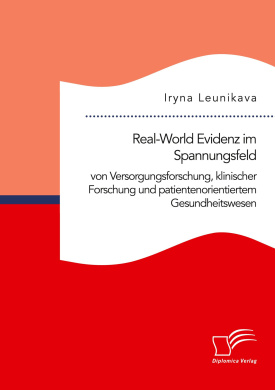 Iryna Leunikava
Real-World Evidenz im
Spannungsfeld
von Versorgungsforschung, klinischer
Forschung und patientenorientiertem
Gesundheitswesen
Diplomica Verlag